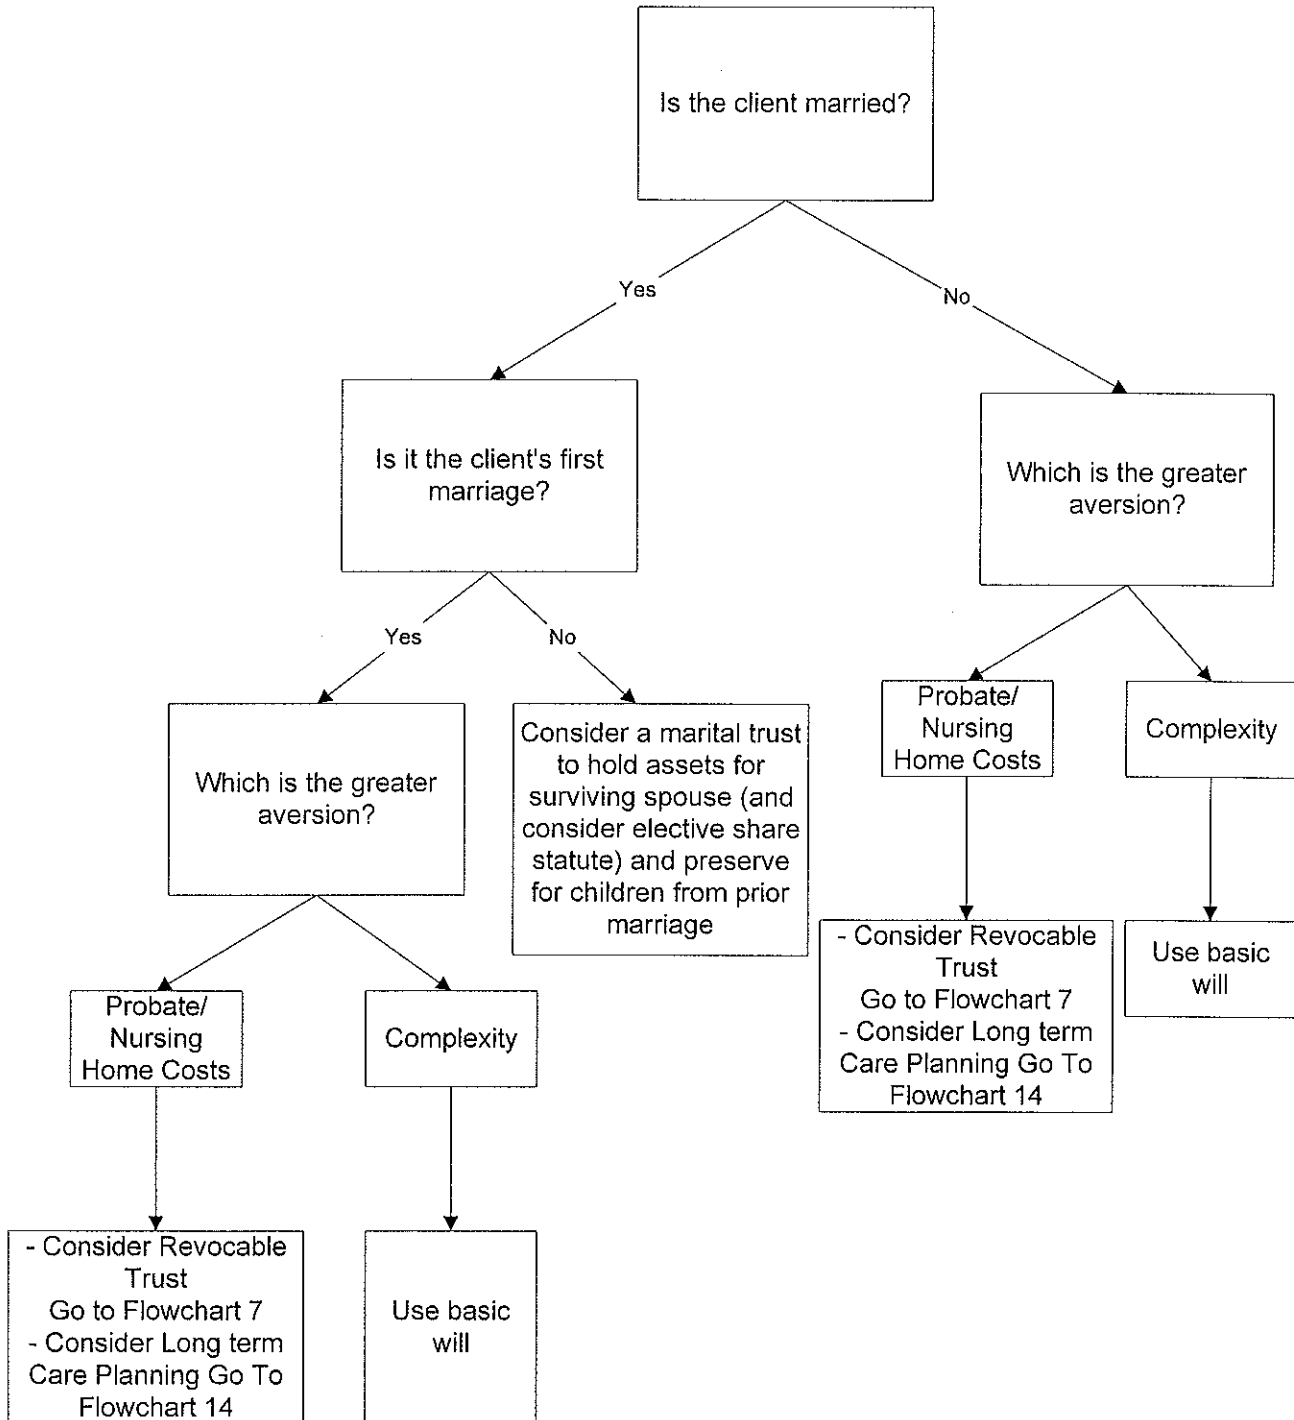 Is the client married?
Yes
No
Is it the client's first
marriage?
Which is the greater
aversion?
Yes
No
Probate/
Nursing
Home Costs
Complexity
Which is the greater
aversion?
Consider a marital trust
to hold assets for
surviving spouse (and
consider elective share
statute) and preserve
for children from prior
marriage
- Consider Revocable
Trust
Go to Flowchart 7
- Consider Long term
Care Planning Go To
Flowchart 14
Use basic
will
Probate/
Nursing
Home Costs
Complexity
- Consider Revocable
Trust
Go to Flowchart 7
- Consider Long term
Care Planning Go To
Flowchart 14
Use basic
will